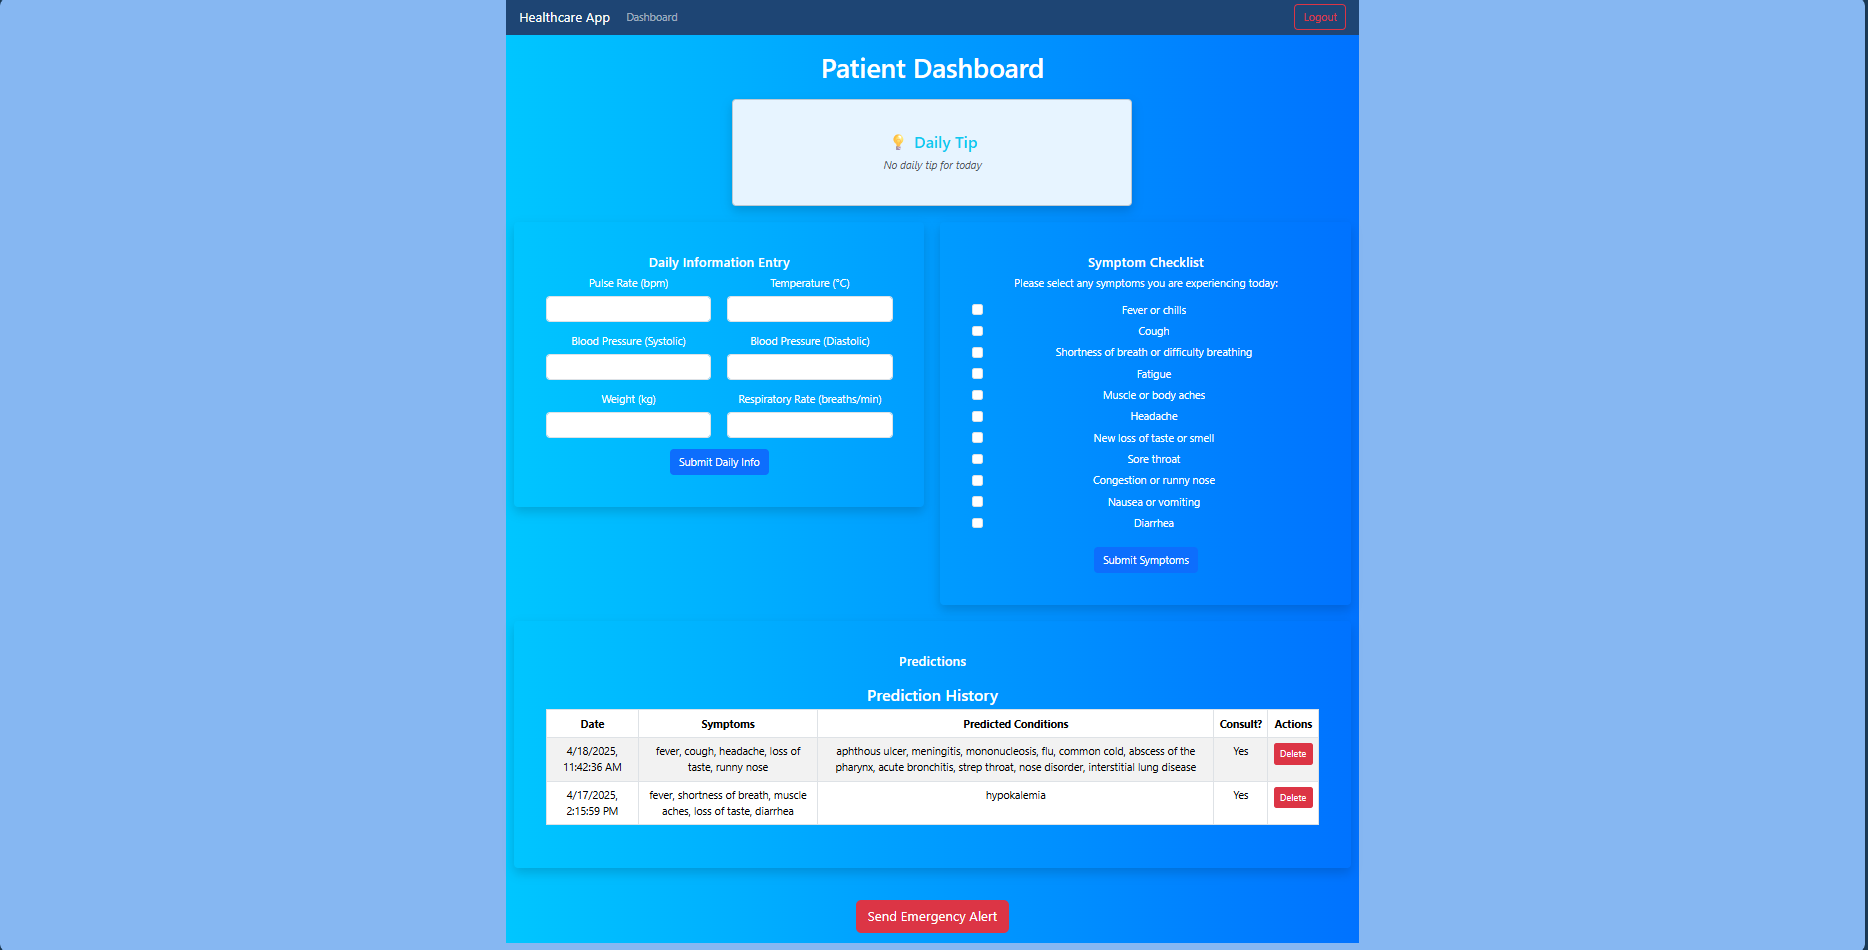 Healthcare App
Dashboard
Logout
Patient Dashboard
Daily Tip
No daily tip for today
Daily Information Entry
Pulse Rate (bpm)
Temperature (°C)
Blood Pressure (Systolic)
Blood Pressure (Diastolic)
Weight (kg)
Respiratory Rate (breaths/min)
Submit Daily Info
Symptom Checklist
Please select any symptoms you are experiencing today:
Fever or chills
Cough
Shortness of breath or difficulty breathing
Fatigue
Muscle or body aches
Headache
New loss of taste or smell
Sore throat
Congestion or runny nose
Nausea or vomiting
Diarrhea
Submit Symptoms
Predictions
Prediction History
Date
Symptoms
Predicted Conditions
Consult?
Actions
4/18/2025,
11:42:36 AM
fever, cough, headache, loss of
taste, runny nose
aphthous ulcer, meningitis, mononucleosis, flu, common cold, abscess of the
pharynx, acute bronchitis, strep throat, nose disorder, interstitial lung disease
Yes
Delete
4/17/2025,
2:15:59 PM
fever, shortness of breath, muscle
aches, loss of taste, diarrhea
hypokalemia
Yes
Delete
Send Emergency Alert